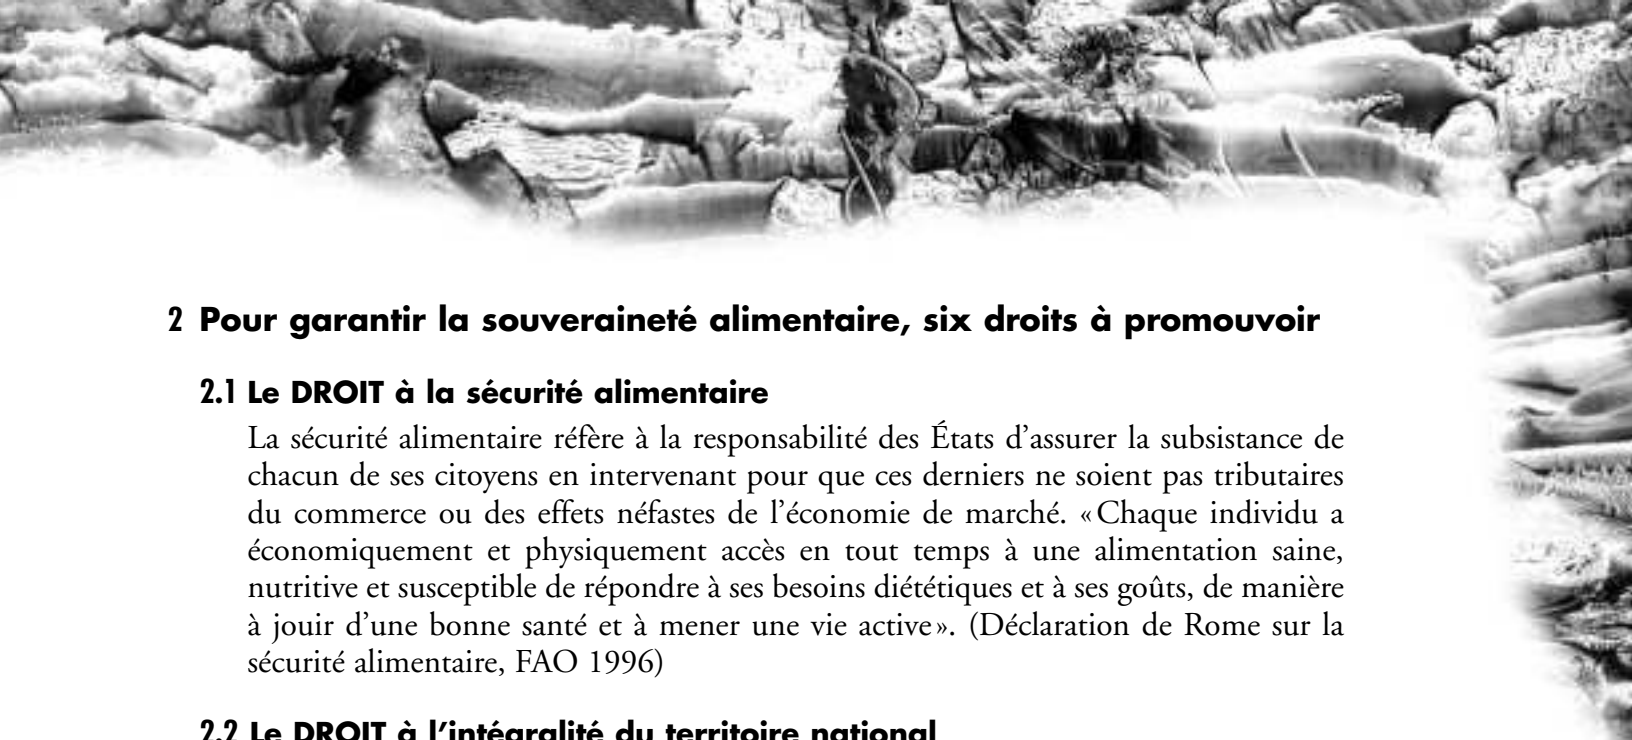 2 Pour garantir la souveraineté alimentaire, six droits à promouvoir
2.1 Le DROIT à la sécurité alimentaire
La sécurité alimentaire réfère à la responsabilité des États d’assurer la subsistance de
chacun de ses citoyens en intervenant pour que ces derniers ne soient pas tributaires
du commerce ou des effets néfastes de l’économie de marché. «Chaque individu a
économiquement et physiquement accès en tout temps à une alimentation saine,
nutritive et susceptible de répondre à ses besoins diététiques et à ses goûts, de manière
à jouir d’une bonne santé et à mener une vie active». (Déclaration de Rome sur la
sécurité alimentaire, FAO 1996)
2.2 Le DROIT à l’intégralité du territoire national